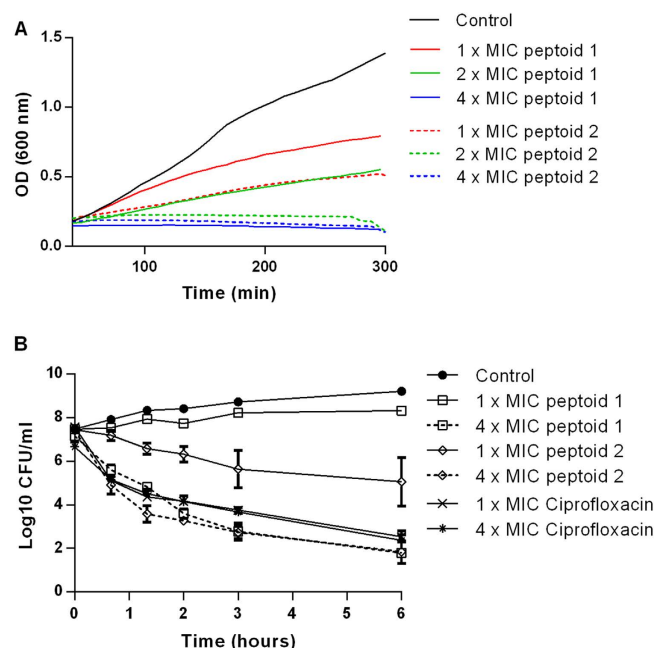 A
OD (600 nm)
1.5
1.0
0.5
0.0
100
200
300
Time (min)
Control
1 x MIC peptoid 1
2 x MIC peptoid 1
4 x MIC peptoid 1
1 x MIC peptoid 2
2 x MIC peptoid 2
4 x MIC peptoid 2
B
Log10 CFU/ml
10
8
6
4
2
0
0
1
2
3
4
5
6
Time (hours)
Control
1 x MIC peptoid 1
4 x MIC peptoid 1
1 x MIC peptoid 2
4 x MIC peptoid 2
1 x MIC Ciprofloxacin
4 x MIC Ciprofloxacin